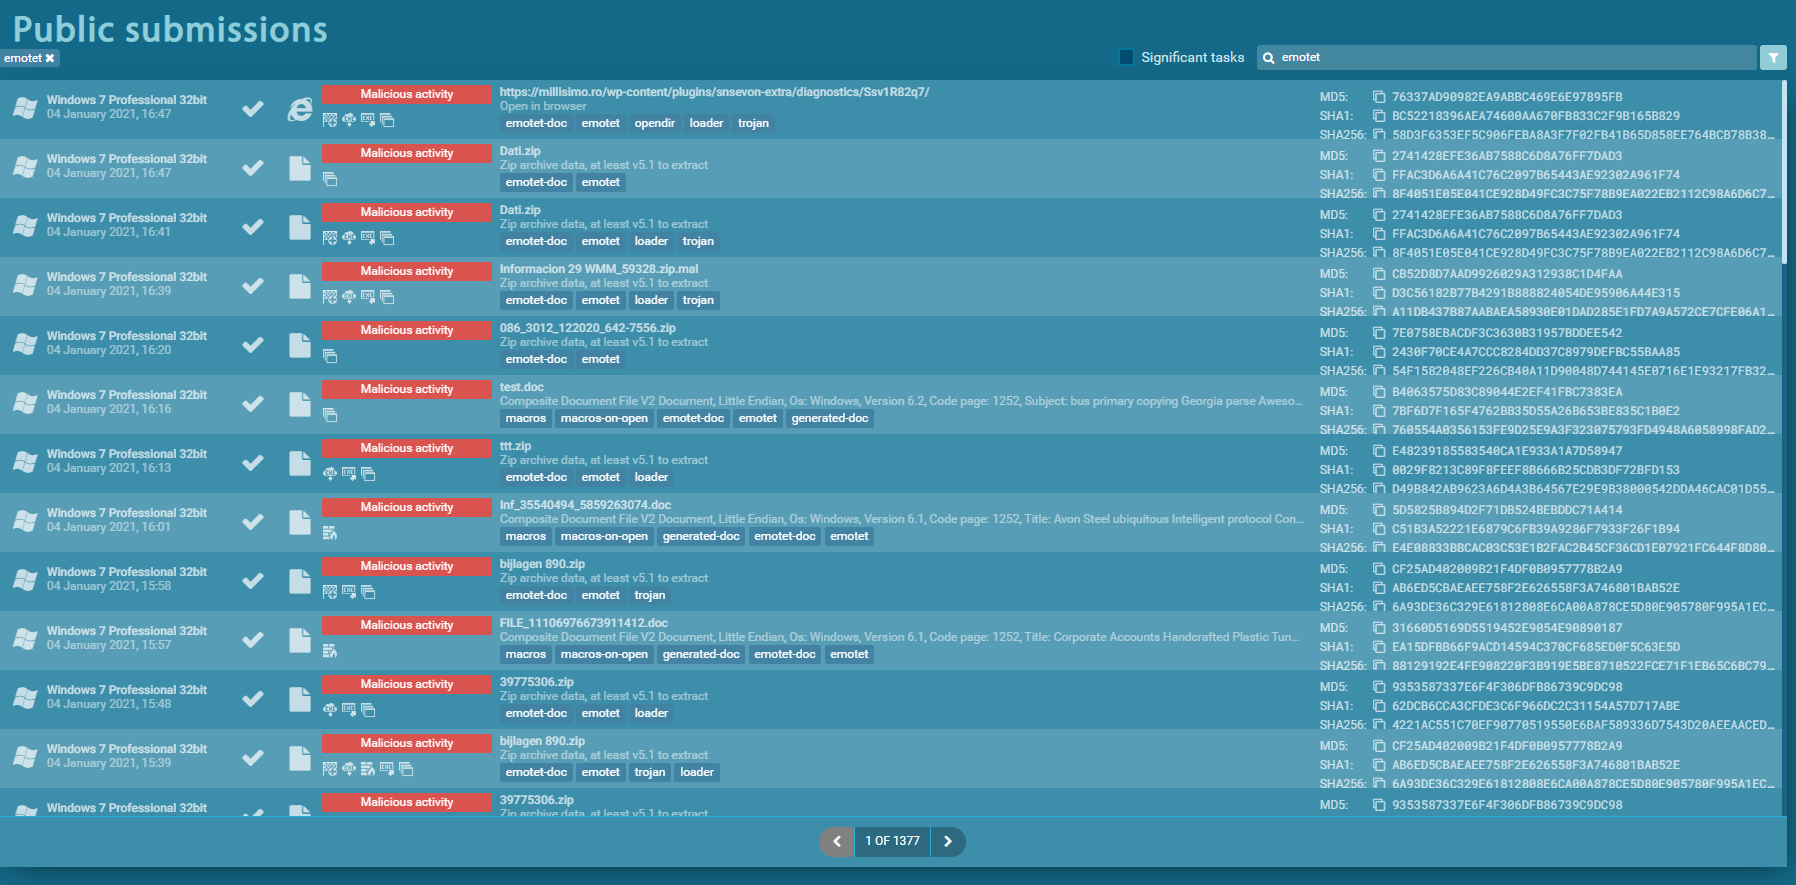 Public submissions
emotet ✖
Significant tasks
emotet
Windows 7 Professional 32bit
04 January 2021, 16:47
Malicious activity
https://millisimo.ro/wp-content/plugins/snsevon-extra/diagnostics/Ssv1R82q7/
Open in browser
emotet-doc emotet opendir loader trojan
MD5: 76337AD90982EA9ABBC469E6E97895FB
SHA1: BC52218396AEA74600AA670FB833C2F9B165B829
SHA256: 58D3F6353EF5C906FEBA8A3F7F02FB41B65D858EE764BCB78B38...
Windows 7 Professional 32bit
04 January 2021, 16:47
Malicious activity
Dati.zip
Zip archive data, at least v5.1 to extract
emotet-doc emotet
MD5: 2741428EFE36AB7588C6D8A76FF7DAD3
SHA1: FFAC3D6A6A41C76C2097B65443AE92302A961F74
SHA256: 8F4051E05E041CE928D49FC3C75F78B9EA022EB2112C98A6D6C7...
Windows 7 Professional 32bit
04 January 2021, 16:41
Malicious activity
Dati.zip
Zip archive data, at least v5.1 to extract
emotet-doc emotet loader trojan
MD5: 2741428EFE36AB7588C6D8A76FF7DAD3
SHA1: FFAC3D6A6A41C76C2097B65443AE92302A961F74
SHA256: 8F4051E05E041CE928D49FC3C75F78B9EA022EB2112C98A6D6C7...
Windows 7 Professional 32bit
04 January 2021, 16:39
Malicious activity
Informacion 29 WMM_59328.zip.mal
Zip archive data, at least v5.1 to extract
emotet-doc emotet loader trojan
MD5: CB52D8D7AAD9926029A312938C1D4FAA
SHA1: D3C56182B77B4291B888824054DE95906A44E315
SHA256: A11DB437B87AABAEA58930E01DAD285E1FD7A9A572CE7CFE06A1...
Windows 7 Professional 32bit
04 January 2021, 16:20
Malicious activity
086_3012_122020_642-7556.zip
Zip archive data, at least v5.1 to extract
emotet-doc emotet
MD5: 7E0758EBACDF3C3630B31957BDDEE542
SHA1: 2430F70CE4A7CCC8284DD37C8979DEFBC55BAA85
SHA256: 54F1582048EF226CB40A11D90048D744145E0716E1E93217FB32...
Windows 7 Professional 32bit
04 January 2021, 16:16
Malicious activity
test.doc
Composite Document File V2 Document, Little Endian, Os: Windows, Version 6.2, Code page: 1252, Subject: bus primary copying Georgia parse Aweso...
macros macros-on-open emotet-doc emotet generated-doc
MD5: B4063575D83C89044E2EF41FBC7383EA
SHA1: 7BF6D7F165F4762BB35D55A26B653BE835C1B0E2
SHA256: 760554A0356153FE9D25E9A3F323075793FD4948A6058998FAD2...
Windows 7 Professional 32bit
04 January 2021, 16:13
Malicious activity
ttt.zip
Zip archive data, at least v5.1 to extract
emotet-doc emotet loader
MD5: E48239185583540CA1E933A1A7D58947
SHA1: 0029F8213C89F8FEEF8B666B25CDB3DF72BFD153
SHA256: D49B842AB9623A6D4A3B64567E29E9B38000542DDA46CAC01D55...
Windows 7 Professional 32bit
04 January 2021, 16:01
Malicious activity
Inf_35540494_5859263074.doc
Composite Document File V2 Document, Little Endian, Os: Windows, Version 6.1, Code page: 1252, Title: Avon Steel ubiquitous Intelligent protocol Con...
macros macros-on-open generated-doc emotet-doc emotet
MD5: 5D5825B894D2F71DB524BEBDDC71A414
SHA1: C51B3A52221E6879C6FB39A9286F7933F26F1B94
SHA256: E4E08833BBCAC03C53E1B2FAC2B45CF36CD1E07921FC644F8D80...
Windows 7 Professional 32bit
04 January 2021, 15:58
Malicious activity
bijlagen 890.zip
Zip archive data, at least v5.1 to extract
emotet-doc emotet trojan
MD5: CF25AD402009B21F4DF0B0957778B2A9
SHA1: AB6ED5CBAEAEE758F2E626558F3A746801BAB52E
SHA256: 6A93DE36C329E61812808E6CA00A878CE5D80E905780F995A1EC...
Windows 7 Professional 32bit
04 January 2021, 15:57
Malicious activity
FILE_11106976673911412.doc
Composite Document File V2 Document, Little Endian, Os: Windows, Version 6.1, Code page: 1252, Title: Corporate Accounts Handcrafted Plastic Tun...
macros macros-on-open generated-doc emotet-doc emotet
MD5: 31660D5169D5519452E9054E90890187
SHA1: EA15DFBB66F9ACD14594C370CF685ED0F5C63E5D
SHA256: 88129192E4FE908220F3B919E5BE8710522FCE71F1EB65C6BC79...
Windows 7 Professional 32bit
04 January 2021, 15:48
Malicious activity
39775306.zip
Zip archive data, at least v5.1 to extract
emotet-doc emotet loader
MD5: 9353587337E6F4F306DFB86739C9DC98
SHA1: 62DCB6CCA3CFDE3C6F966DC2C31154A57D717ABE
SHA256: 4221AC551C70EF90770519550E6BAF589336D7543D20AEEAACED...
Windows 7 Professional 32bit
04 January 2021, 15:39
Malicious activity
bijlagen 890.zip
Zip archive data, at least v5.1 to extract
emotet-doc emotet trojan loader
MD5: CF25AD402009B21F4DF0B0957778B2A9
SHA1: AB6ED5CBAEAEE758F2E626558F3A746801BAB52E
SHA256: 6A93DE36C329E61812808E6CA00A878CE5D80E905780F995A1EC...
Windows 7 Professional 32bit
Malicious activity
39775306.zip
Zip archive data, at least v5.1 to extract
MD5: 9353587337E6F4F306DFB86739C9DC98
1 OF 1377